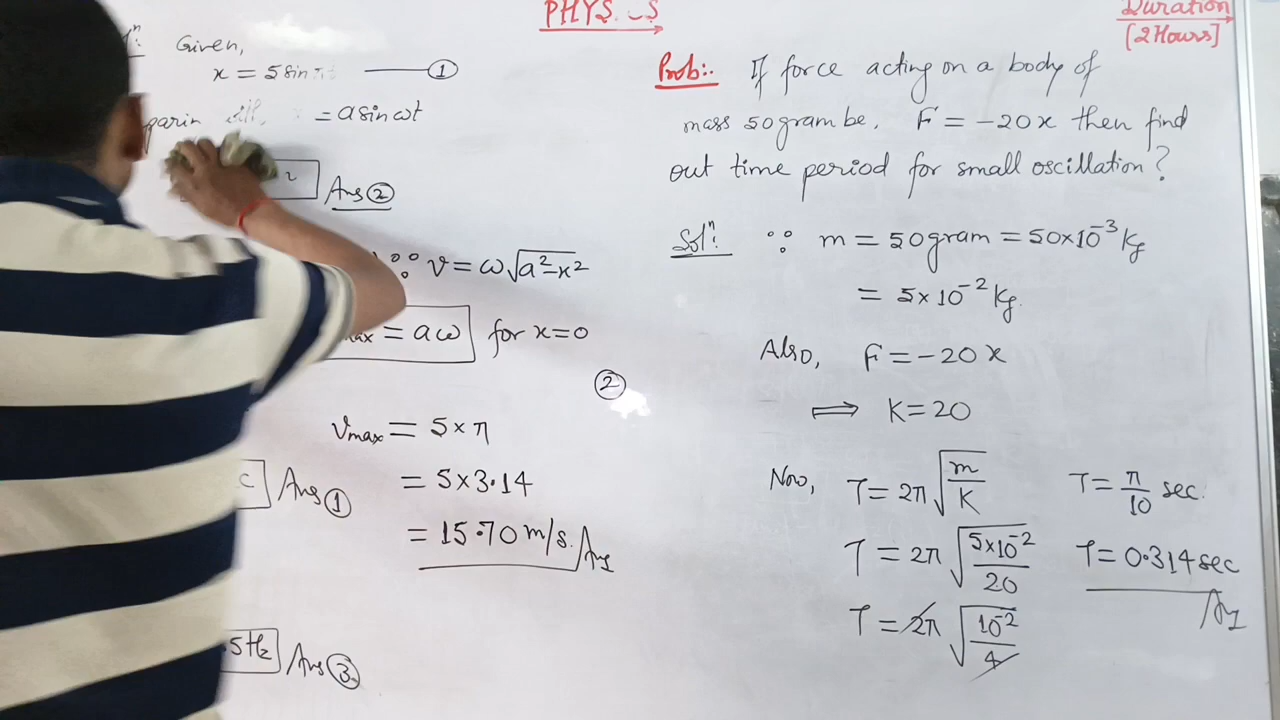 PHYSICS
Duration
[2 Hours]
Given,
x = 5 sin π ——— ①
= a sin ωt
Ans ②
∵ v = ω√(a²-x²)
= aω for x=0
②
vmax = 5×π
= 5×3.14
= 15.70 m/s. Ans
Ans ①
.5Hz Ans ③
Prob:- If force acting on a body of
mass 50 gram be. F = -20x then find
out time period for small oscillation?
Solⁿ: ∵ m = 50 gram = 50×10⁻³ Kg
= 5×10⁻² Kg.
Also, F = -20x
⟹ K = 20
Now, T = 2π√(m/K)
T = 2π√(5×10⁻²/20)
T = 2π√(10⁻²/4)
T = π/10 sec.
T = 0.314 sec
Ans